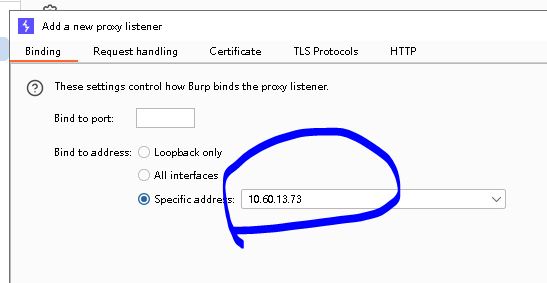 Add a new proxy listener
Binding Request handling Certificate TLS Protocols HTTP
? These settings control how Burp binds the proxy listener.
Bind to port:
Bind to address: Loopback only
All interfaces
Specific address: 10.60.13.73